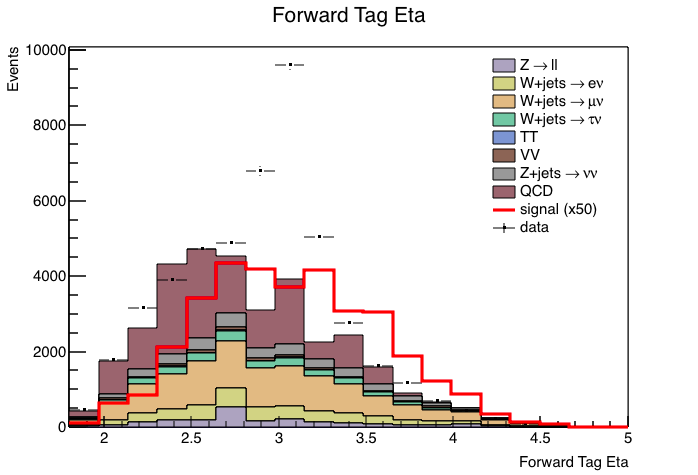 Forward Tag Eta
Events
10000
8000
6000
4000
2000
0
Z → ll
W+jets → eν
W+jets → μν
W+jets → τν
TT
VV
Z+jets → νν
QCD
signal (x50)
data
2 2.5 3 3.5 4 4.5 5
Forward Tag Eta